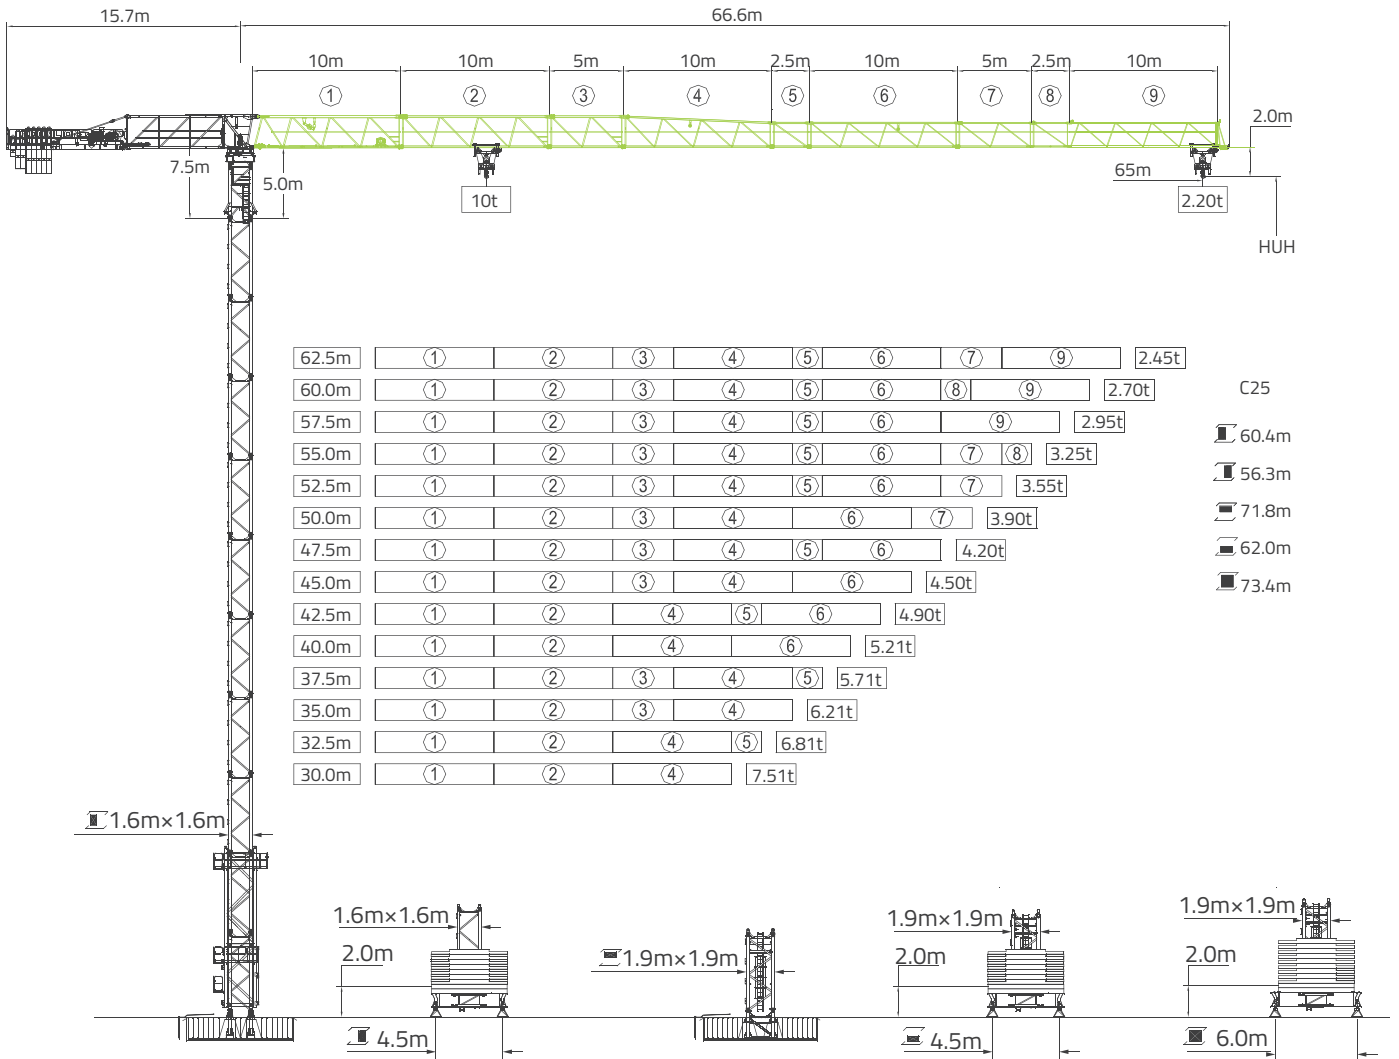 15.7m 66.6m
10m 10m 5m 10m 2.5m 10m 5m 2.5m 10m
1 2 3 4 5 6 7 8 9
2.0m
7.5m 5.0m
10t
65m
2.20t
HUH
62.5m 1 2 3 4 5 6 7 9 2.45t
60.0m 1 2 3 4 5 6 8 9 2.70t
57.5m 1 2 3 4 5 6 9 2.95t
55.0m 1 2 3 4 5 6 7 8 3.25t
52.5m 1 2 3 4 5 6 7 3.55t
50.0m 1 2 3 4 6 7 3.90t
47.5m 1 2 3 4 5 6 4.20t
45.0m 1 2 3 4 6 4.50t
42.5m 1 2 4 5 6 4.90t
40.0m 1 2 4 6 5.21t
37.5m 1 2 3 4 5 5.71t
35.0m 1 2 3 4 6.21t
32.5m 1 2 4 5 6.81t
30.0m 1 2 4 7.51t
C25
60.4m
56.3m
71.8m
62.0m
73.4m
1.6m×1.6m
1.6m×1.6m
2.0m
4.5m
1.9m×1.9m
1.9m×1.9m
2.0m
4.5m
1.9m×1.9m
2.0m
6.0m